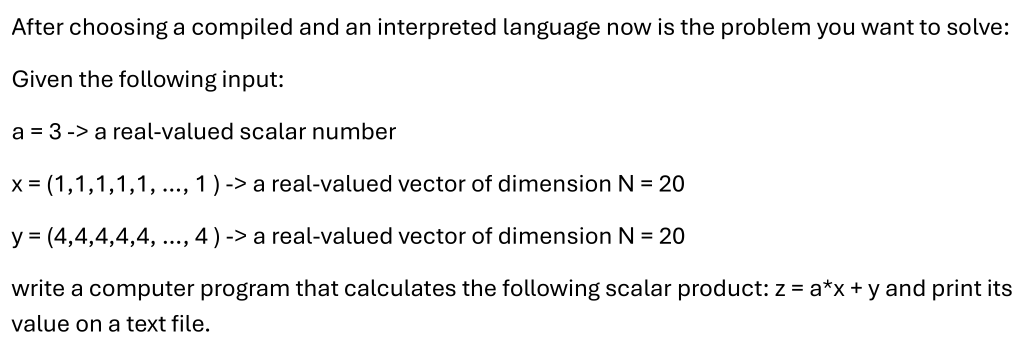 After choosing a compiled and an interpreted language now is the problem you want to solve:
Given the following input:
a = 3 -> a real-valued scalar number
x = (1,1,1,1,1, ..., 1 ) -> a real-valued vector of dimension N = 20
y = (4,4,4,4,4, ..., 4 ) -> a real-valued vector of dimension N = 20
write a computer program that calculates the following scalar product: z = a*x + y and print its
value on a text file.